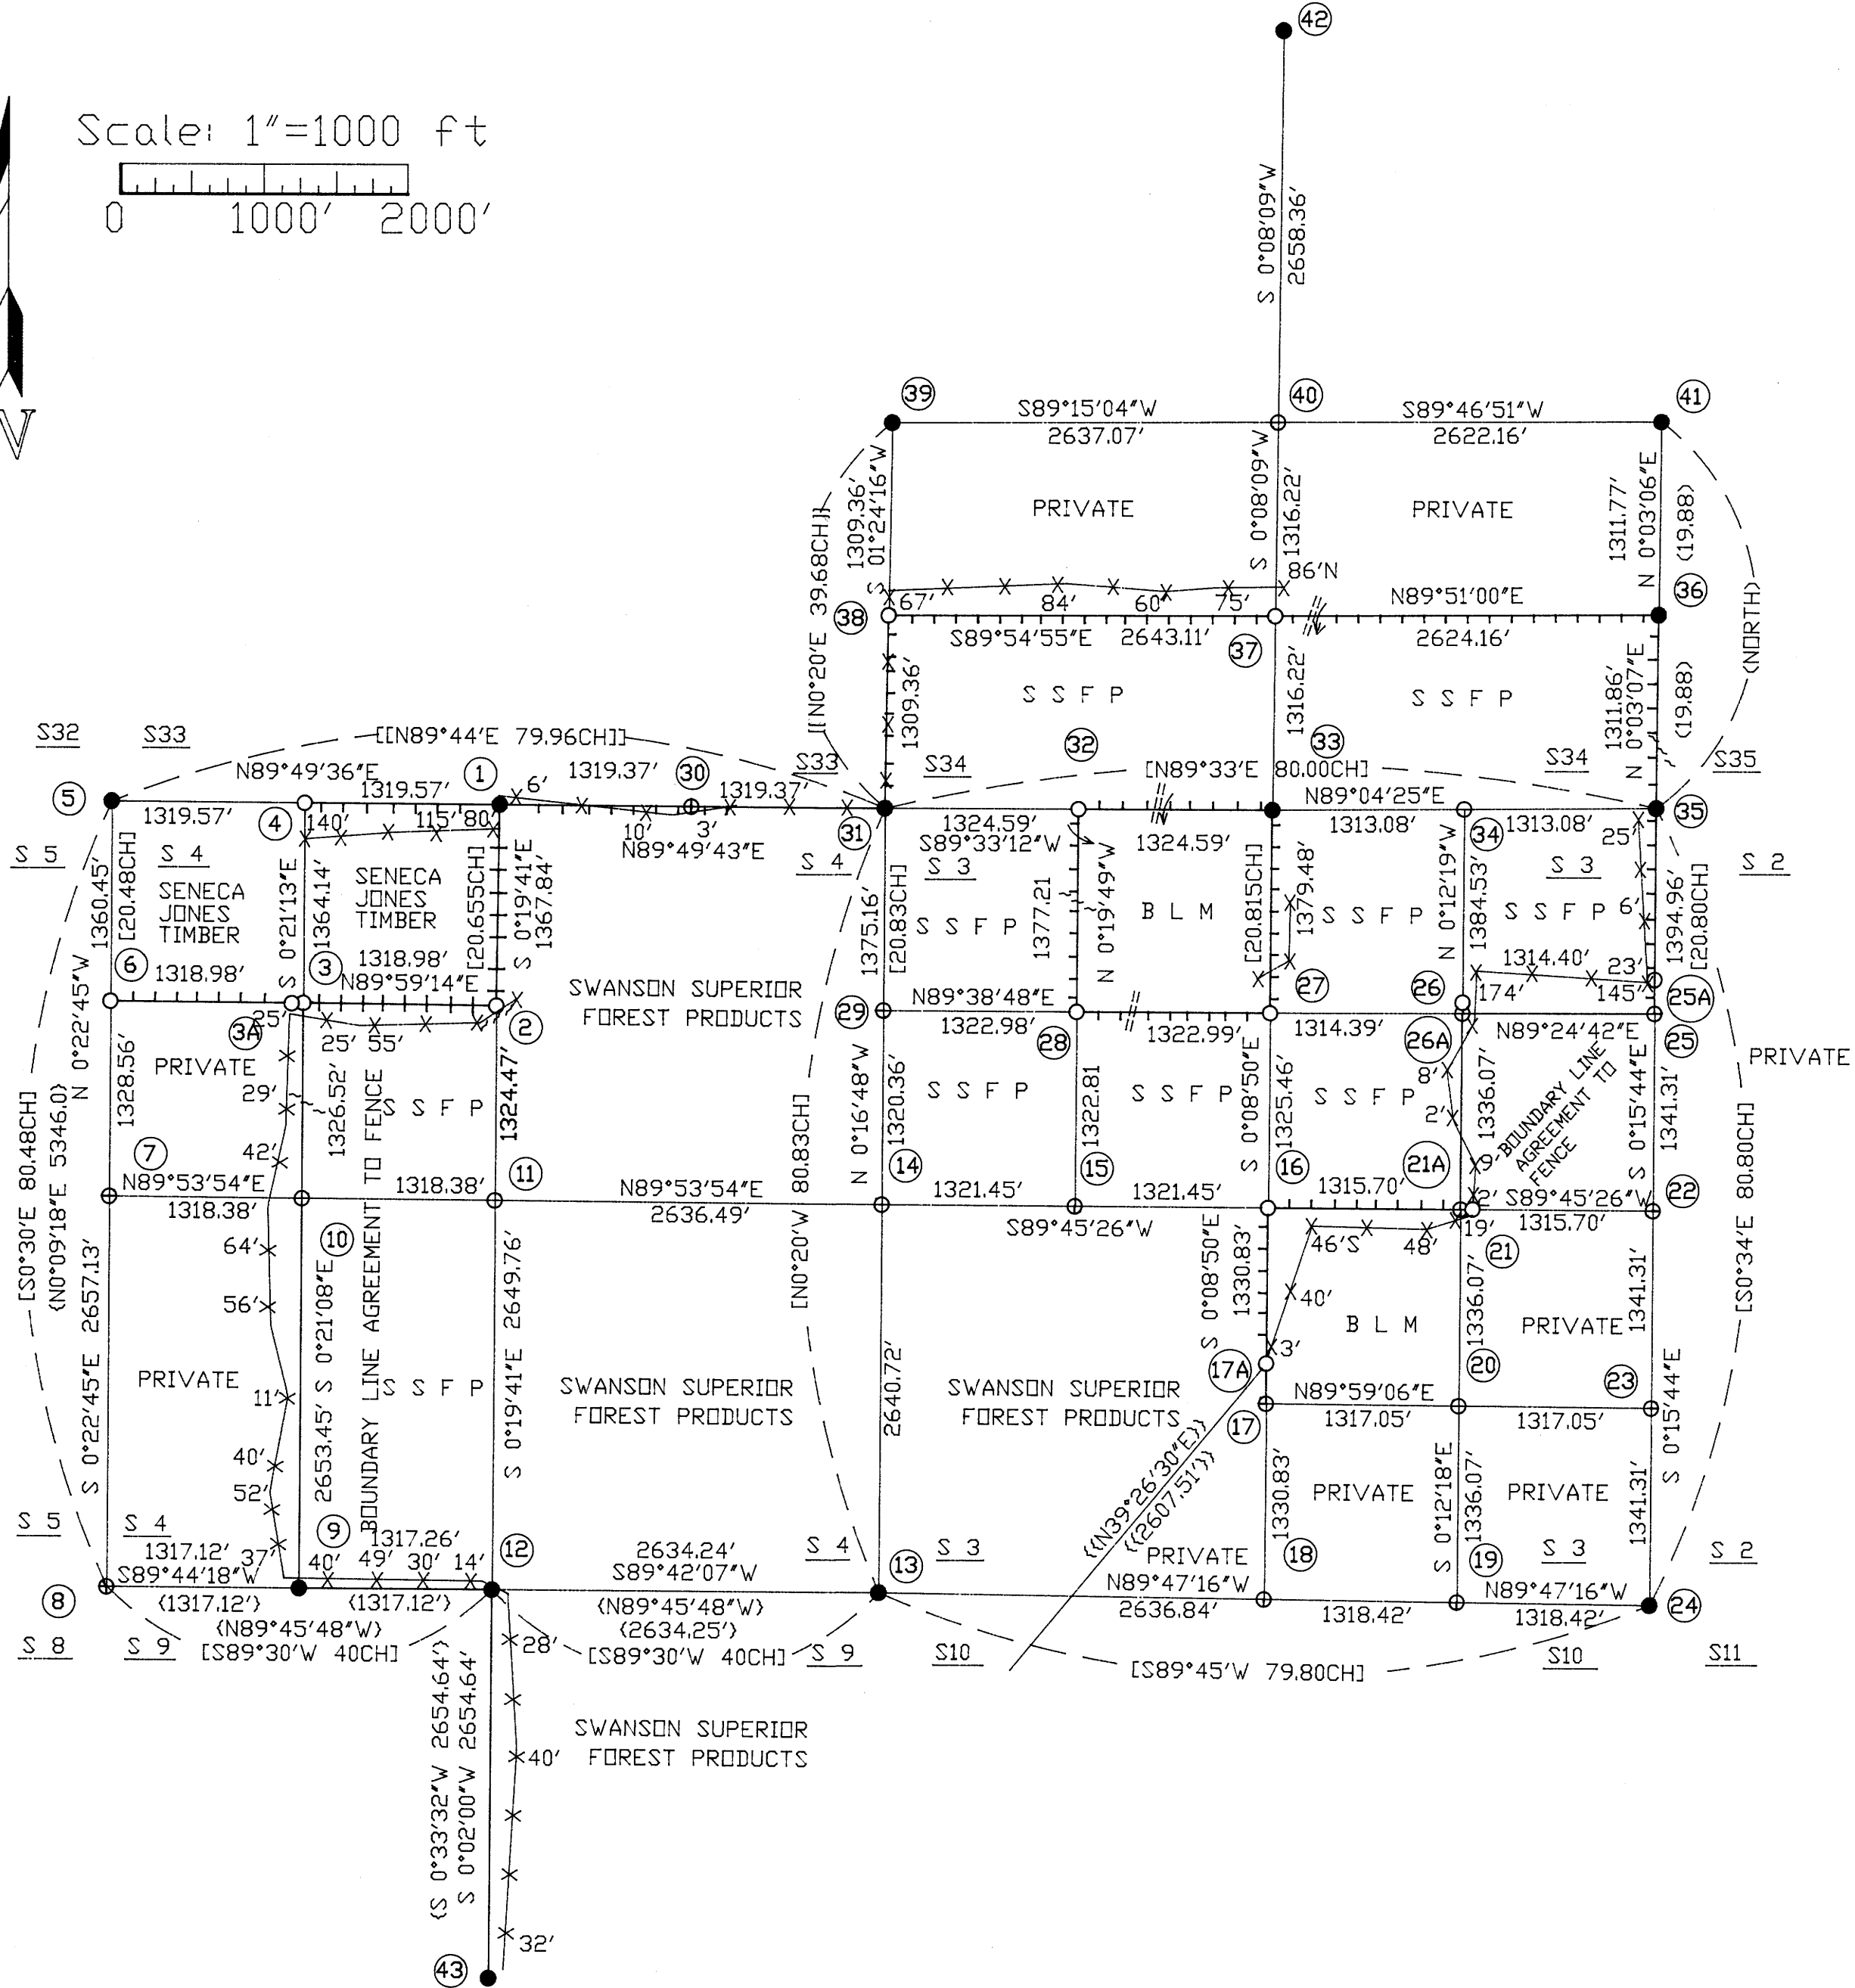 42
Scale: 1"=1000 ft
0 1000' 2000'
S 0°08'09"W
2658.36'
39
S89°15'04"W
2637.07'
40
S89°46'51"W
2622.16'
41
1309.36'
S 01°24'16"W
PRIVATE
S 0°08'09"W
1316.22'
PRIVATE
1311.77'
N 0°03'06"E
(19.88)
[[N0°20'E 39.68CH]]
86'N
67'
84'
60'
75'
38
S89°54'55"E 2643.11'
37
N89°51'00"E
2624.16'
36
(NORTH)
1309.36'
S S F P
1316.22'
S S F P
1311.86'
N 0°03'07"E
(19.88)
S32
S33
[[N89°44'E 79.96CH]]
S33
S34
32
33
S34
S35
N89°49'36"E
1
6'
1319.37'
30
[N89°33'E 80.00CH]
5
1319.57'
1319.37'
N89°04'25"E
35
1319.57'
4
140'
115'
80'
10'
3'
N89°49'43"E
31
1324.59'
S89°33'12"W
1324.59'
1313.08'
34
1313.08'
25'
S 5
S 4
S 4
S 3
S 3
S 2
1360.45'
[20.48CH]
SENECA
JONES
TIMBER
S 0°21'13"E
1364.14'
SENECA
JONES
TIMBER
[20.655CH]
S 0°19'41"E
1367.84'
1375.16'
[20.83CH]
S S F P
1377.21
N 0°19'49"W
B L M
[20.815CH]
1379.48'
S S F P
N 0°12'19"W
1384.53'
S S F P
6'
1394.96'
[20.80CH]
6
1318.98'
3
1318.98'
N89°59'14"E
SWANSON SUPERIOR
FOREST PRODUCTS
29
N89°38'48"E
1322.98'
28
1322.99'
27
1314.39'
26
174'
1314.40'
23'
145'
25A
N89°24'42"E
25
N 0°22'45"W
25'
3A
25'
55'
2
26A
PRIVATE
1328.56'
PRIVATE
29'
42'
1326.52'
S S F P
1324.47'
N 0°16'48"W
1320.36'
S S F P
1322.81
S S F P
S 0°08'50"E
1325.46'
S S F P
8'
2'
9'
2'
1336.07'
BOUNDARY LINE
AGREEMENT TO
FENCE
S 0°15'44"E
1341.31'
[S0°30'E 80.48CH]
{N0°09'18"E 5346.0}
[N0°20'W 80.83CH]
[S0°34'E 80.80CH]
7
N89°53'54"E
1318.38'
1318.38'
11
N89°53'54"E
2636.49'
14
1321.45'
15
1321.45'
S89°45'26"W
16
1315.70'
21A
S89°45'26"W
1315.70'
22
19'
21
10
64'
56'
S 0°22'45"E 2657.13'
PRIVATE
11'
40'
52'
37'
2653.45' S 0°21'08"E
BOUNDARY LINE AGREEMENT TO FENCE
S S F P
S 0°19'41"E 2649.76'
SWANSON SUPERIOR
FOREST PRODUCTS
2640.72'
SWANSON SUPERIOR
FOREST PRODUCTS
S 0°08'50"E
1330.83'
46'S
48'
40'
3'
B L M
1336.07'
PRIVATE
1341.31'
17A
17
N89°59'06"E
1317.05'
20
1317.05'
23
S 0°15'44"E
{{N39°26'30"E}}
{{2607.51'}}
1330.83'
PRIVATE
S 0°12'18"E
1336.07'
PRIVATE
1341.31'
S 5
S 4
1317.12'
S89°44'18"W
8
{1317.12'}
{N89°45'48"W}
[S89°30'W 40CH]
9
40'
49'
1317.26'
30'
14'
{1317.12'}
12
2634.24'
S89°42'07"W
{N89°45'48"W}
{2634.25'}
[S89°30'W 40CH]
S 4
13
S 3
PRIVATE
N89°47'16"W
2636.84'
18
1318.42'
19
S 3
N89°47'16"W
1318.42'
24
S 2
S 8
S 9
S 9
S10
[S89°45'W 79.80CH]
S10
S11
{S 0°33'32"W 2654.64'}
S 0°02'00"W 2654.64'
28'
SWANSON SUPERIOR
FOREST PRODUCTS
40'
32'
43